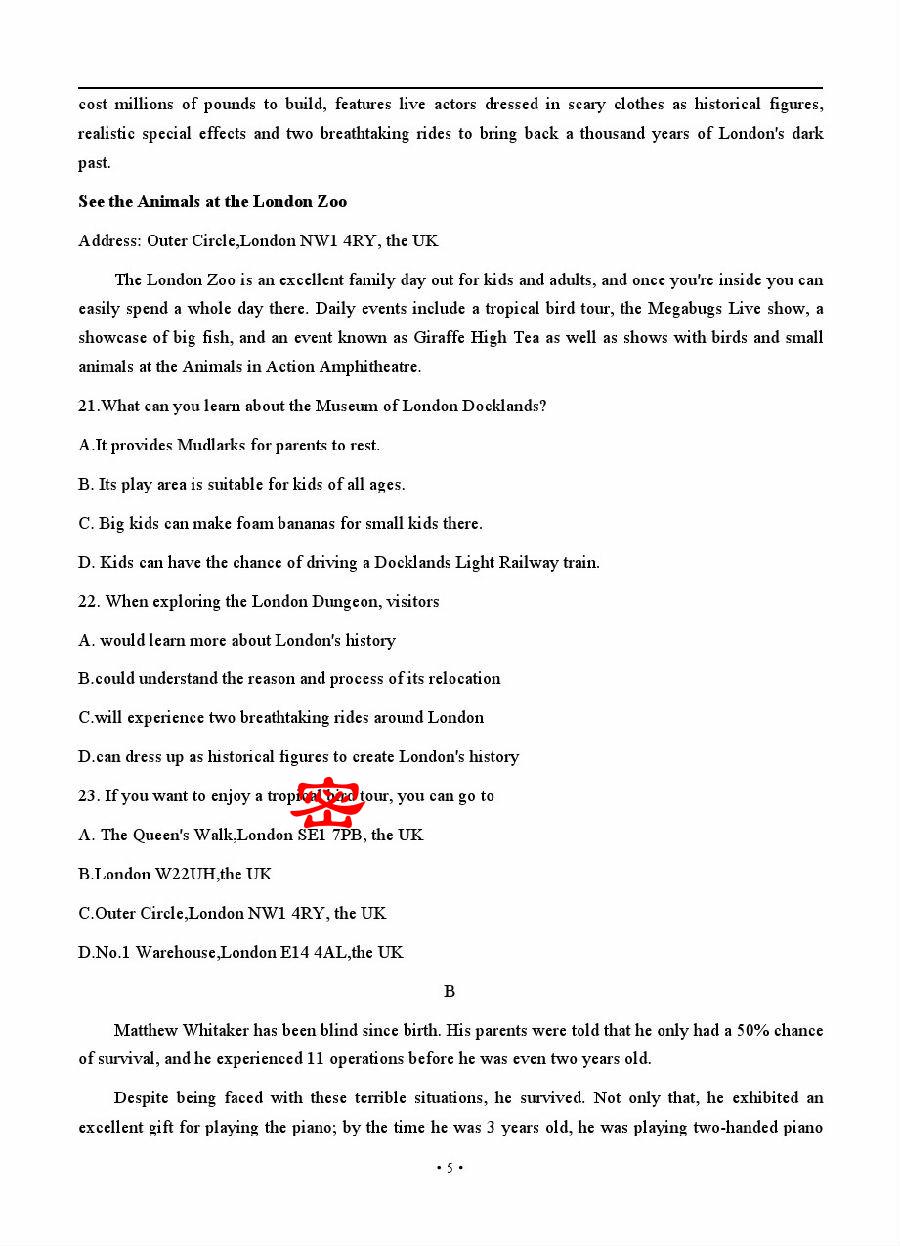 cost millions of pounds to build, features live actors dressed in scary clothes as historical figures,
realistic special effects and two breathtaking rides to bring back a thousand years of London's dark
past.
See the Animals at the London Zoo
Address: Outer Circle,London NW1 4RY, the UK
The London Zoo is an excellent family day out for kids and adults, and once you're inside you can
easily spend a whole day there. Daily events include a tropical bird tour, the Megabugs Live show, a
showcase of big fish, and an event known as Giraffe High Tea as well as shows with birds and small
animals at the Animals in Action Amphitheatre.
21.What can you learn about the Museum of London Docklands?
A.It provides Mudlarks for parents to rest.
B. Its play area is suitable for kids of all ages.
C. Big kids can make foam bananas for small kids there.
D. Kids can have the chance of driving a Docklands Light Railway train.
22. When exploring the London Dungeon, visitors
A. would learn more about London's history
B.could understand the reason and process of its relocation
C.will experience two breathtaking rides around London
D.can dress up as historical figures to create London's history
23. If you want to enjoy a tropical bird tour, you can go to
密
A. The Queen's Walk,London SE1 7PB, the UK
B.London W22UH,the UK
C.Outer Circle,London NW1 4RY, the UK
D.No.1 Warehouse,London E14 4AL,the UK
B
Matthew Whitaker has been blind since birth. His parents were told that he only had a 50% chance
of survival, and he experienced 11 operations before he was even two years old.
Despite being faced with these terrible situations, he survived. Not only that, he exhibited an
excellent gift for playing the piano; by the time he was 3 years old, he was playing two-handed piano
• 5 •